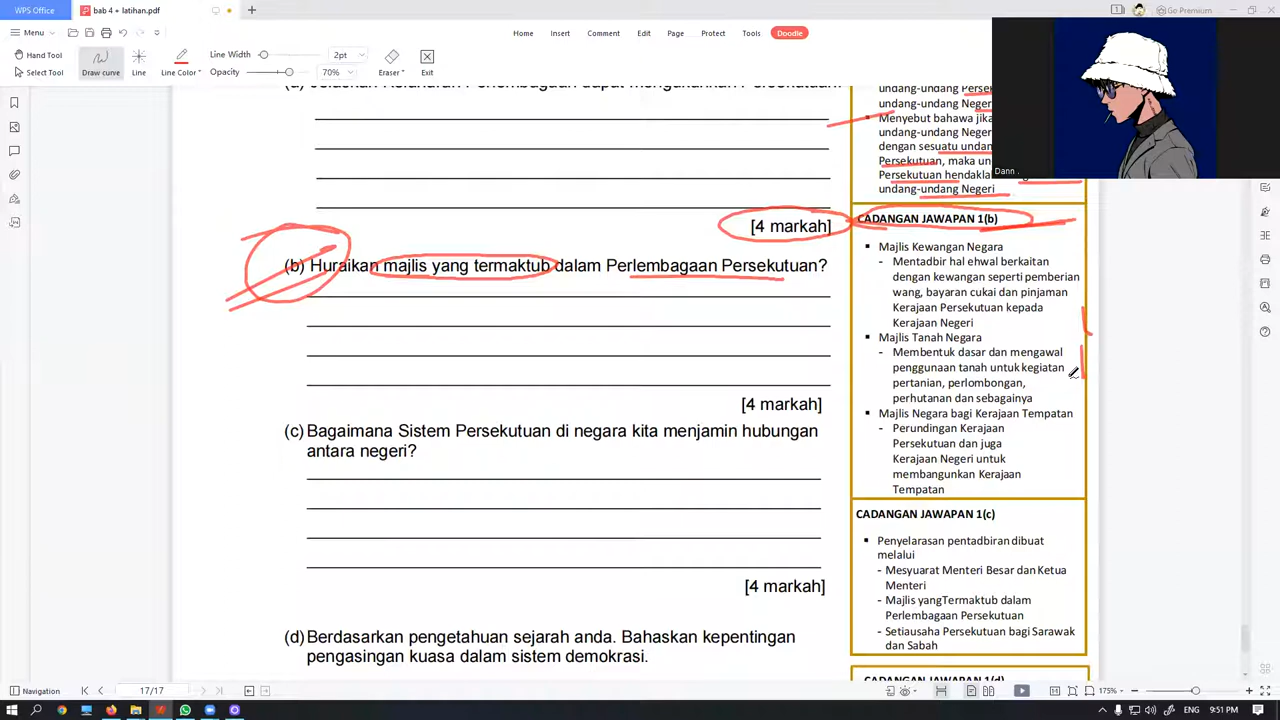 WPS Office
bab 4 + latihan.pdf
Go Premium
Menu
Home
Insert
Comment
Edit
Page
Protect
Tools
Doodle
Hand Tool
Select Tool
Draw curve
Line
Line Color
Line Width
2pt
Opacity
70%
Eraser
Exit
undang-undang Negeri
Menyebut bahawa jika
undang-undang Neger
dengan sesuatu undan
Persekutuan, maka un
Persekutuan hendakla
undang-undang Negeri
Dann .
[4 markah]
(b) Huraikan majlis yang termaktub dalam Perlembagaan Persekutuan?
[4 markah]
(c) Bagaimana Sistem Persekutuan di negara kita menjamin hubungan
antara negeri?
[4 markah]
(d) Berdasarkan pengetahuan sejarah anda. Bahaskan kepentingan
pengasingan kuasa dalam sistem demokrasi.
CADANGAN JAWAPAN 1(b)
▪ Majlis Kewangan Negara
- Mentadbir hal ehwal berkaitan
dengan kewangan seperti pemberian
wang, bayaran cukai dan pinjaman
Kerajaan Persekutuan kepada
Kerajaan Negeri
▪ Majlis Tanah Negara
- Membentuk dasar dan mengawal
penggunaan tanah untuk kegiatan
pertanian, perlombongan,
perhutanan dan sebagainya
▪ Majlis Negara bagi Kerajaan Tempatan
- Perundingan Kerajaan
Persekutuan dan juga
Kerajaan Negeri untuk
membangunkan Kerajaan
Tempatan
CADANGAN JAWAPAN 1(c)
▪ Penyelarasan pentadbiran dibuat
melalui
- Mesyuarat Menteri Besar dan Ketua
Menteri
- Majlis yangTermaktub dalam
Perlembagaan Persekutuan
- Setiausaha Persekutuan bagi Sarawak
dan Sabah
CADANGAN JAWAPAN 1(d)
Navigation
17/17
175%
ENG
9:51 PM